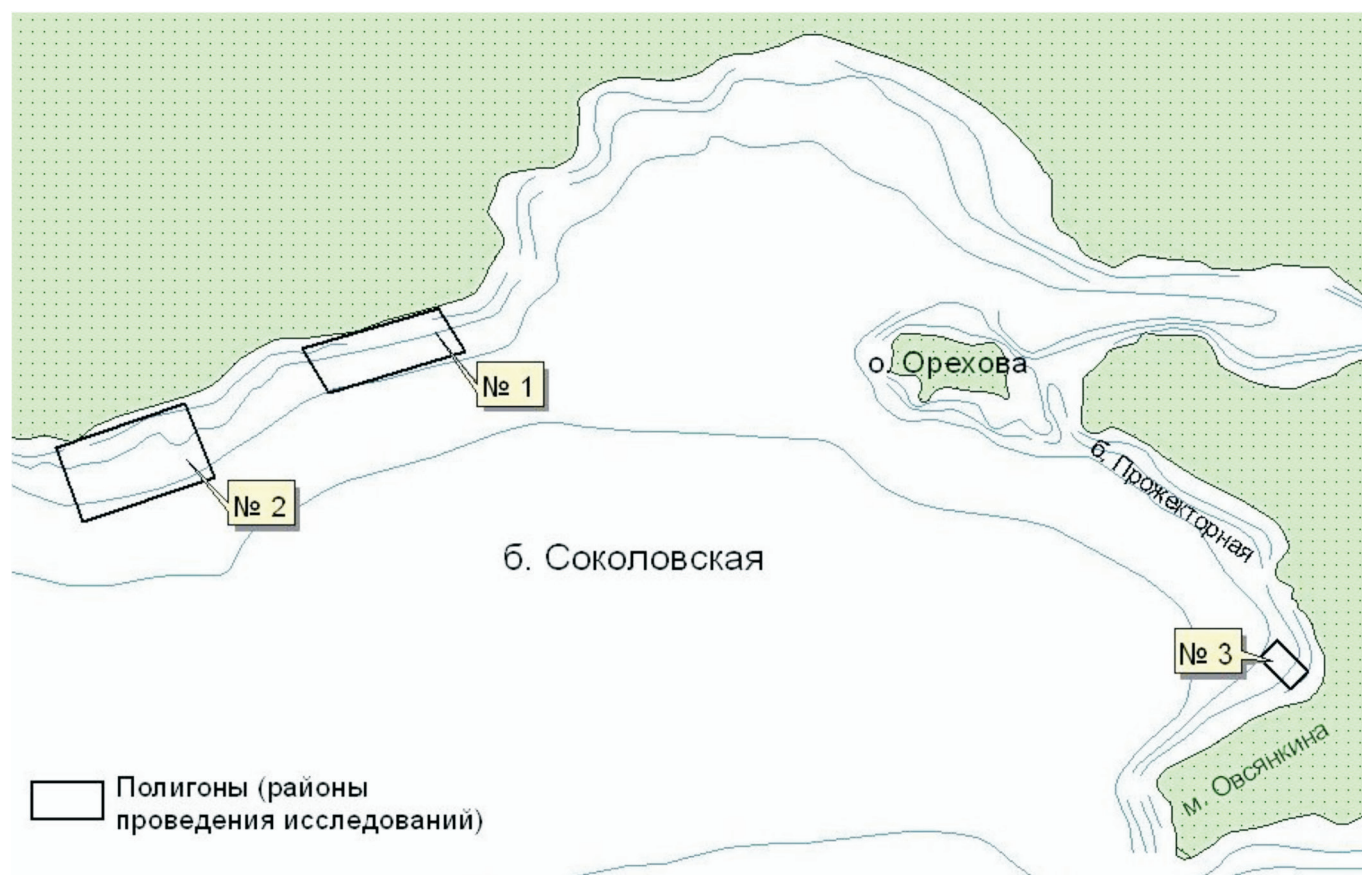 о. Орехова
№ 1
б. Прожекторная
№ 2
б. Соколовская
№ 3
м. Овсянкина
Полигоны (районы
проведения исследований)